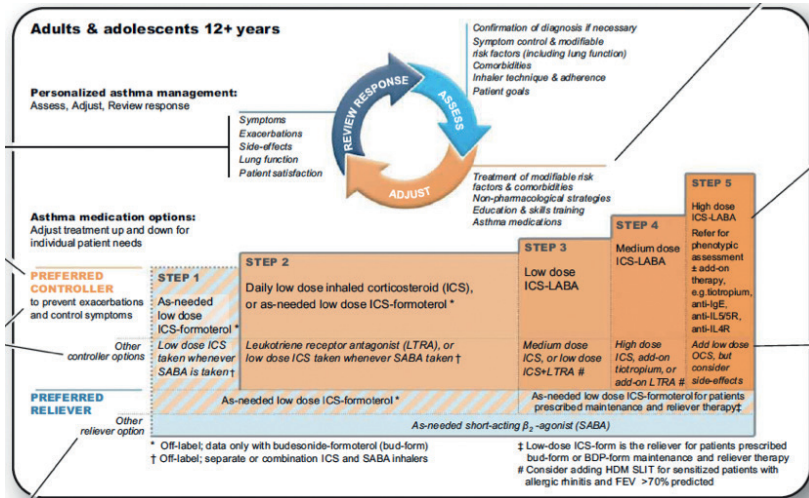 Adults & adolescents 12+ years
Personalized asthma management:
Assess, Adjust, Review response
Symptoms
Exacerbations
Side-effects
Lung function
Patient satisfaction
REVIEW RESPONSE
ASSESS
ADJUST
Confirmation of diagnosis if necessary
Symptom control & modifiable
risk factors (including lung function)
Comorbidities
Inhaler technique & adherence
Patient goals
Treatment of modifiable risk
factors & comorbidities
Non-pharmacological strategies
Education & skills training
Asthma medications
Asthma medication options:
Adjust treatment up and down for
individual patient needs
PREFERRED
CONTROLLER
to prevent exacerbations
and control symptoms
Other
controller options
PREFERRED
RELIEVER
Other
reliever option
STEP 1
As-needed
low dose
ICS-formoterol *
Low dose ICS
taken whenever
SABA is taken †
STEP 2
Daily low dose inhaled corticosteroid (ICS),
or as-needed low dose ICS-formoterol *
Leukotriene receptor antagonist (LTRA), or
low dose ICS taken whenever SABA taken †
STEP 3
Low dose
ICS-LABA
Medium dose
ICS, or low dose
ICS+LTRA #
STEP 4
Medium dose
ICS-LABA
High dose
ICS, add-on
tiotropium, or
add-on LTRA #
STEP 5
High dose
ICS-LABA
Refer for
phenotypic
assessment
± add-on
therapy,
e.g.tiotropium,
anti-IgE,
anti-IL5/5R,
anti-IL4R
Add low dose
OCS, but
consider
side-effects
As-needed low dose ICS-formoterol *
As-needed low dose ICS-formoterol for patients
prescribed maintenance and reliever therapy‡
As-needed short-acting β2 -agonist (SABA)
* Off-label; data only with budesonide-formoterol (bud-form)
† Off-label; separate or combination ICS and SABA inhalers
‡ Low-dose ICS-form is the reliever for patients prescribed
bud-form or BDP-form maintenance and reliever therapy
# Consider adding HDM SLIT for sensitized patients with
allergic rhinitis and FEV >70% predicted